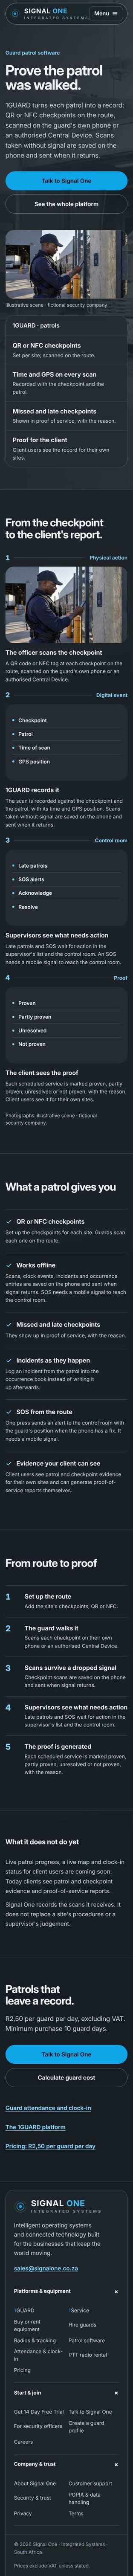 SIGNAL ONE
INTEGRATED SYSTEMS
Menu
Guard patrol software
Prove the patrol
was walked.
1GUARD turns each patrol into a record:
QR or NFC checkpoints on the route,
scanned on the guard's own phone or
an authorised Central Device. Scans
taken without signal are saved on the
phone and sent when it returns.
Talk to Signal One
See the whole platform
Illustrative scene · fictional security company
1GUARD · patrols
QR or NFC checkpoints
Set per site; scanned on the route.
Time and GPS on every scan
Recorded with the checkpoint and the
patrol.
Missed and late checkpoints
Shown in proof of service, with the reason.
Proof for the client
Client users see the record for their own
sites.
From the checkpoint
to the client's report.
1
Physical action
The officer scans the checkpoint
A QR code or NFC tag at each checkpoint on the
route, scanned on the guard's own phone or an
authorised Central Device.
2
Digital event
Checkpoint
Patrol
Time of scan
GPS position
1GUARD records it
The scan is recorded against the checkpoint and
the patrol, with its time and GPS position. Scans
taken without signal are saved on the phone and
sent when it returns.
3
Control room
Late patrols
SOS alerts
Acknowledge
Resolve
Supervisors see what needs action
Late patrols and SOS wait for action in the
supervisor's list and the control room. An SOS
needs a mobile signal to reach the control room.
4
Proof
Proven
Partly proven
Unresolved
Not proven
The client sees the proof
Each scheduled service is marked proven, partly
proven, unresolved or not proven, with the reason.
Client users see it for their own sites.
Photographs: illustrative scene · fictional
security company.
What a patrol gives you
QR or NFC checkpoints
Set up the checkpoints for each site. Guards scan
each one on the route.
Works offline
Scans, clock events, incidents and occurrence
entries are saved on the phone and sent when
signal returns. SOS needs a mobile signal to reach
the control room.
Missed and late checkpoints
They show up in proof of service, with the reason.
Incidents as they happen
Log an incident from the patrol into the
occurrence book instead of writing it
up afterwards.
SOS from the route
One press sends an alert to the control room with
the guard's position when the phone has a fix. It
needs a mobile signal.
Evidence your client can see
Client users see patrol and checkpoint evidence
for their own sites and can generate proof-of-
service reports themselves.
From route to proof
1
Set up the route
Add the site's checkpoints, QR or NFC.
2
The guard walks it
Scans each checkpoint on their own
phone or an authorised Central Device.
3
Scans survive a dropped signal
Checkpoint scans are saved on the phone
and sent when signal returns.
4
Supervisors see what needs action
Late patrols and SOS wait for action in the
supervisor's list and the control room.
5
The proof is generated
Each scheduled service is marked proven,
partly proven, unresolved or not proven,
with the reason.
What it does not do yet
Live patrol progress, a live map and clock-in
status for client users are coming soon.
Today clients see patrol and checkpoint
evidence and proof-of-service reports.
Signal One records the scans it receives. It
does not replace a site's procedures or a
supervisor's judgement.
Patrols that
leave a record.
R2,50 per guard per day, excluding VAT.
Minimum purchase 10 guard days.
Talk to Signal One
Calculate guard cost
Guard attendance and clock-in
The 1GUARD platform
Pricing: R2,50 per guard per day
SIGNAL ONE
INTEGRATED SYSTEMS
Intelligent operating systems
and connected technology built
for the businesses that keep the
world moving.
sales@signalone.co.za
Platforms & equipment
1GUARD
1Service
Buy or rent
equipment
Hire guards
Radios & tracking
Patrol software
Attendance & clock-
in
PTT radio rental
Pricing
Start & join
Get 14 Day Free Trial
Talk to Signal One
For security officers
Create a guard
profile
Careers
Company & trust
About Signal One
Customer support
Security & trust
POPIA & data
handling
Privacy
Terms
© 2026 Signal One · Integrated Systems ·
South Africa
Prices exclude VAT unless stated.